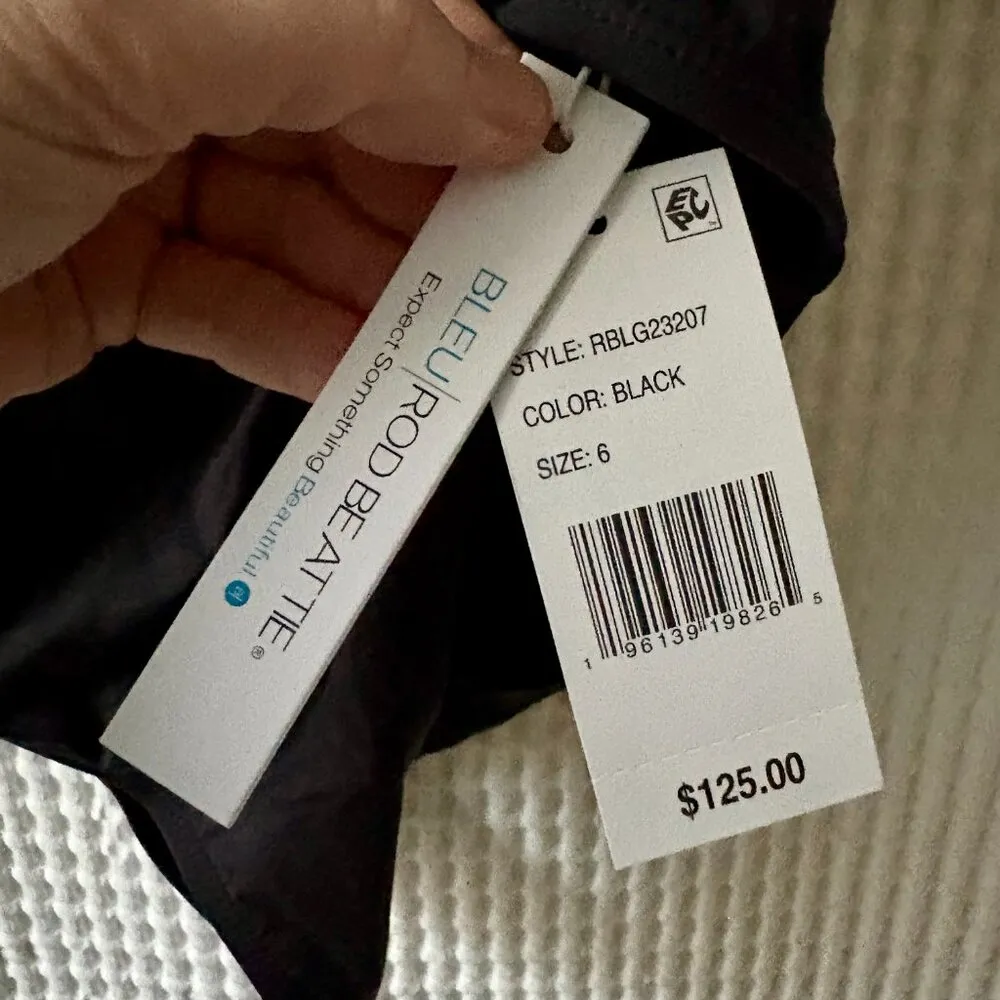 BLEU|ROD BEATTIE®
Expect Something Beautiful
EPC
STYLE: RBLG23207
COLOR: BLACK
SIZE: 6
1 96139 19826 5
$125.00